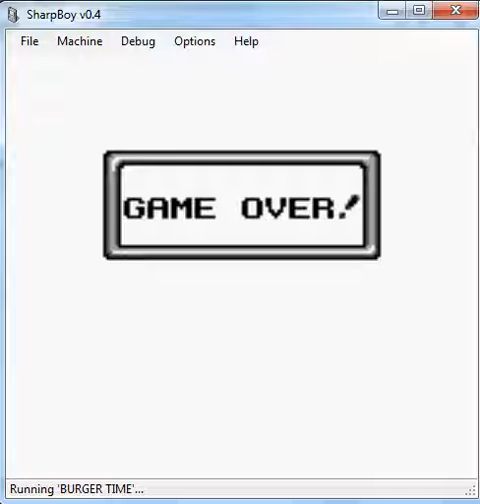 SharpBoy v0.4
File Machine Debug Options Help
GAME OVER!
Running 'BURGER TIME'...